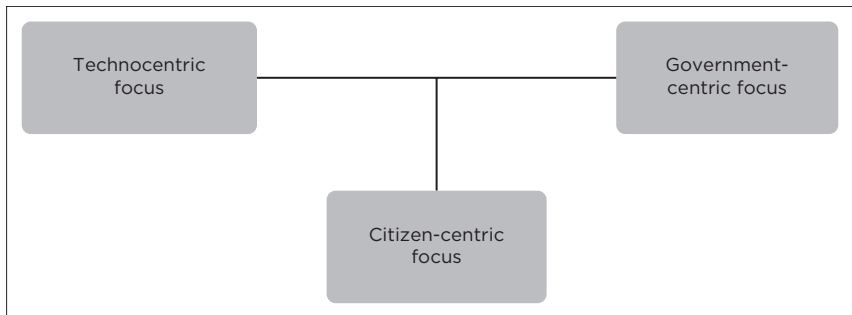 Technocentric
focus
Government-
centric focus
Citizen-centric
focus